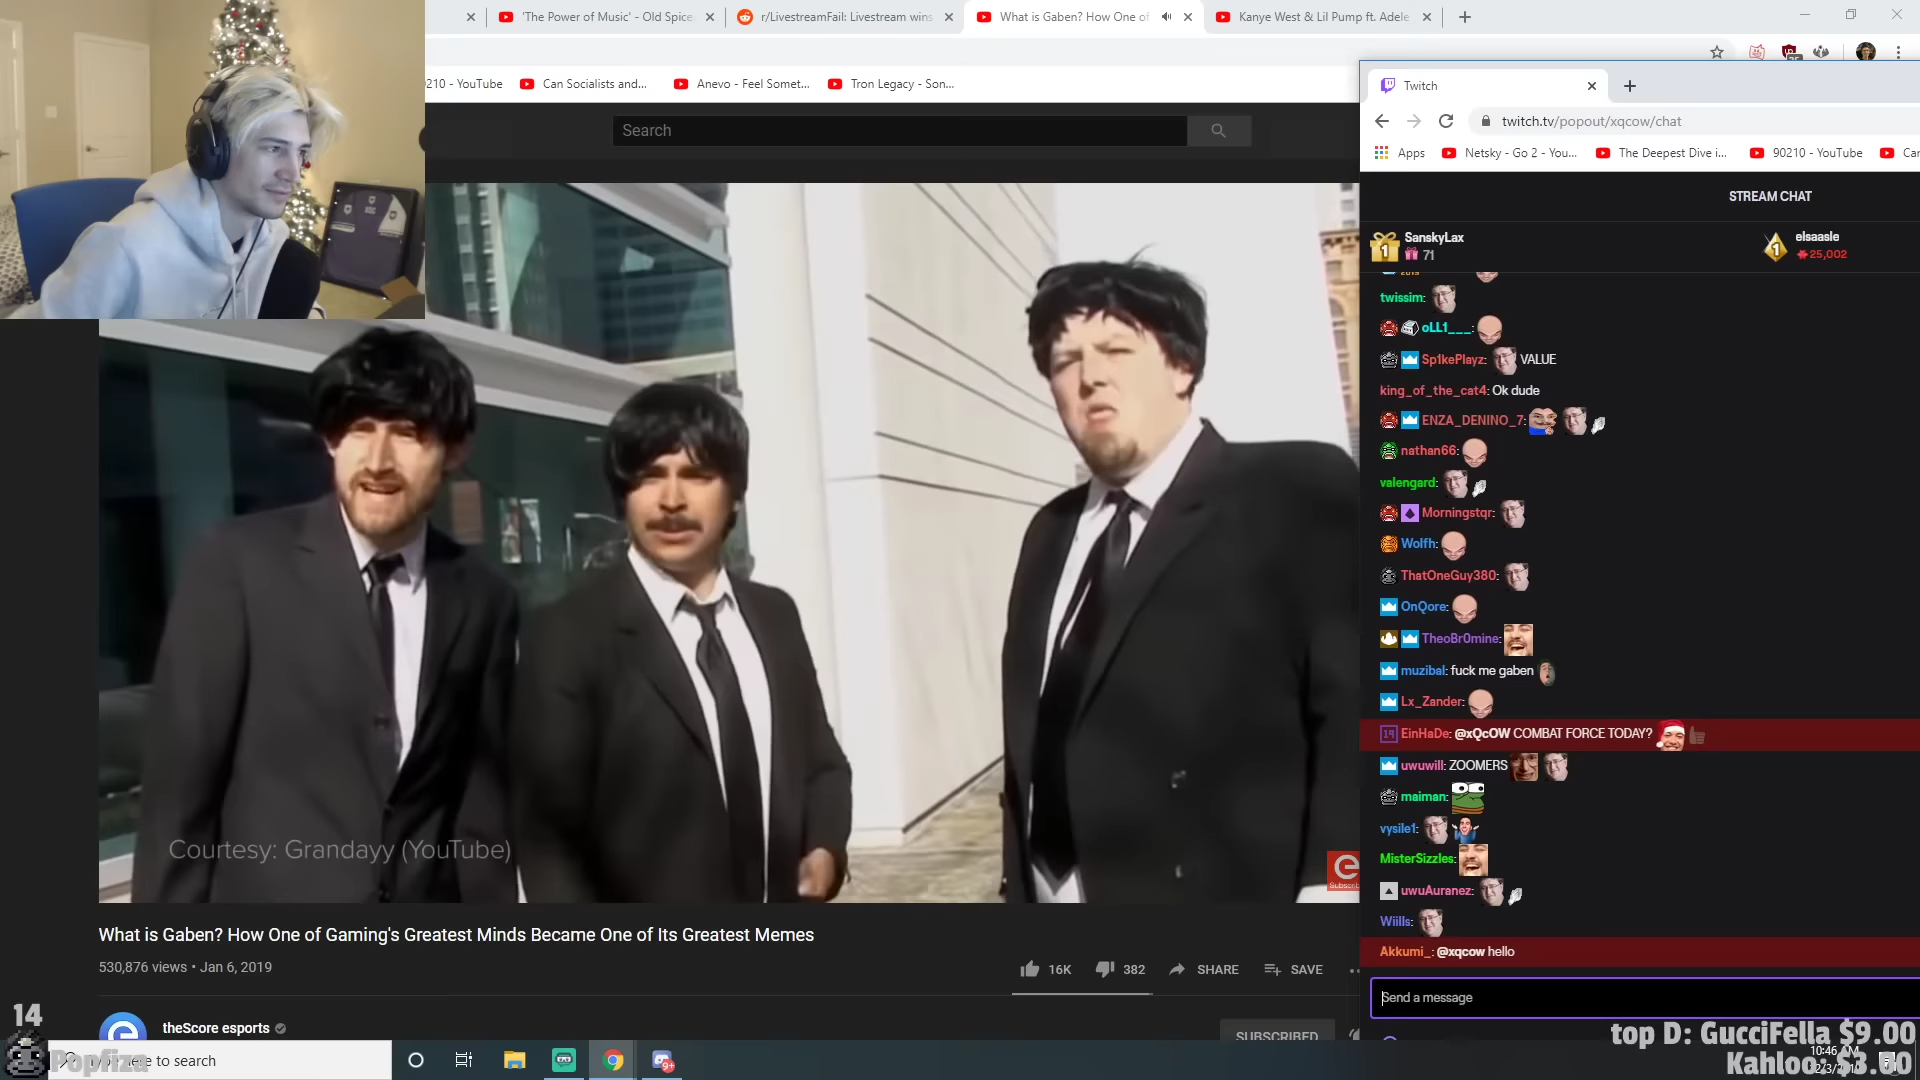 'The Power of Music' - Old Spice
r/LivestreamFail: Livestream wins
What is Gaben? How One of
Kanye West & Lil Pump ft. Adele
210 - YouTube
Can Socialists and...
Anevo - Feel Somet...
Tron Legacy - Son...
Search
Twitch
twitch.tv/popout/xqcow/chat
Apps
Netsky - Go 2 - You...
The Deepest Dive i...
90210 - YouTube
Car
STREAM CHAT
SanskyLax
71
elsaasle
25,002
twissim:
oLL1___:
Sp1kePlayz: VALUE
king_of_the_cat4: Ok dude
ENZA_DENINO_7:
nathan66:
valengard:
Morningstqr:
Wolfh:
ThatOneGuy380:
OnQore:
TheoBr0mine:
muzibal: fuck me gaben
Lx_Zander:
EinHaDe: @xQcOW COMBAT FORCE TODAY?
uwuwill: ZOOMERS
maiman:
vysile1:
MisterSizzles:
uwuAuranez:
Wiills:
Akkumi_: @xqcow hello
Send a message
Courtesy: Grandayy (YouTube)
What is Gaben? How One of Gaming's Greatest Minds Became One of Its Greatest Memes
530,876 views • Jan 6, 2019
16K
382
SHARE
SAVE
theScore esports
SUBSCRIBED
14
Popfiza
to search
top D: GucciFella $9.00
Kahloo: $3.00
10:46